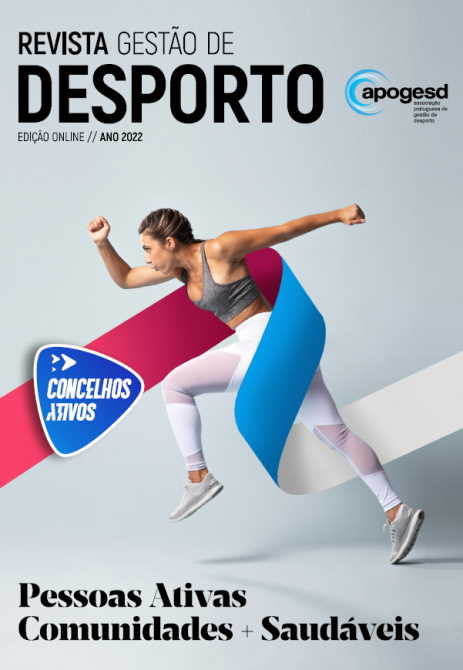 REVISTA GESTÃO DE
DESPORTO
EDIÇÃO ONLINE // ANO 2022
apogesd
associação
portuguesa de
gestão de
desporto
CONCELHOS
ATIVOS
Pessoas Ativas
Comunidades + Saudáveis